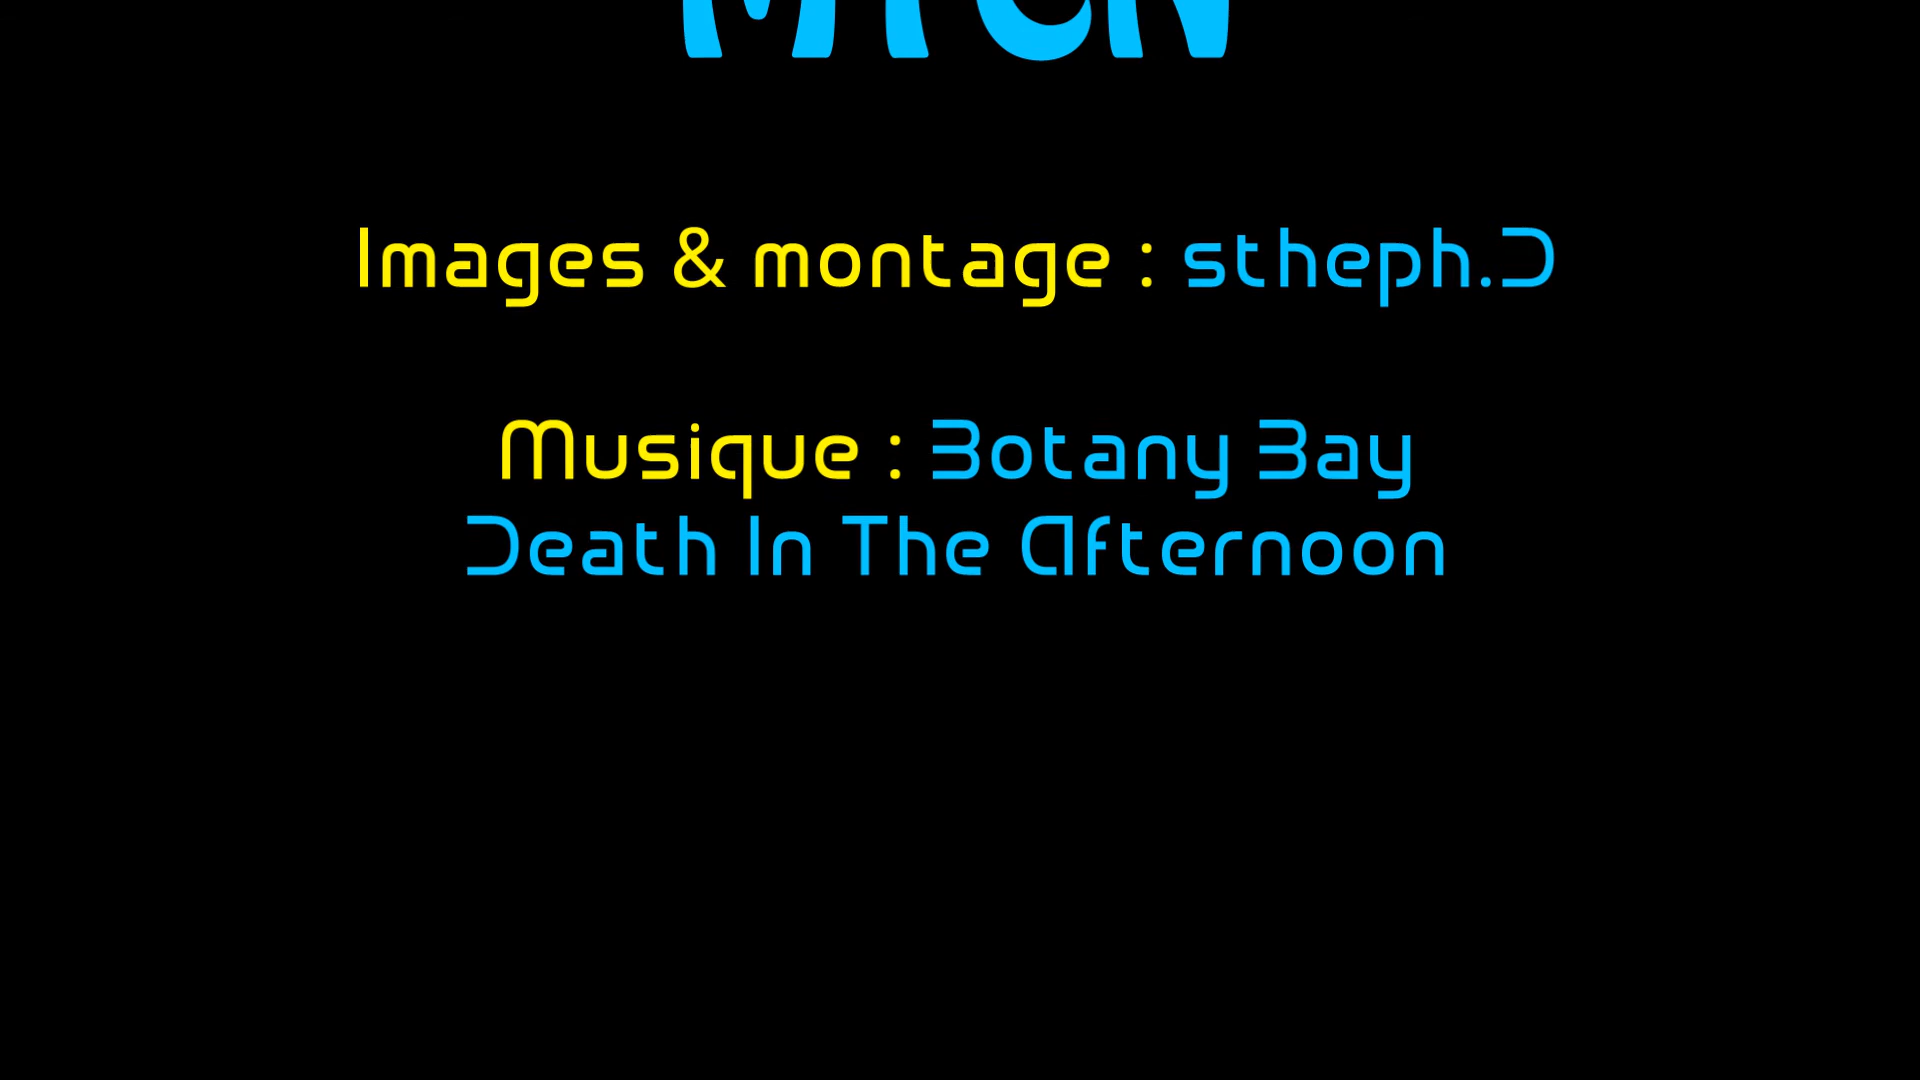 Images & montage : stheph.D
Musique : Botany Bay
Death In The Afternoon